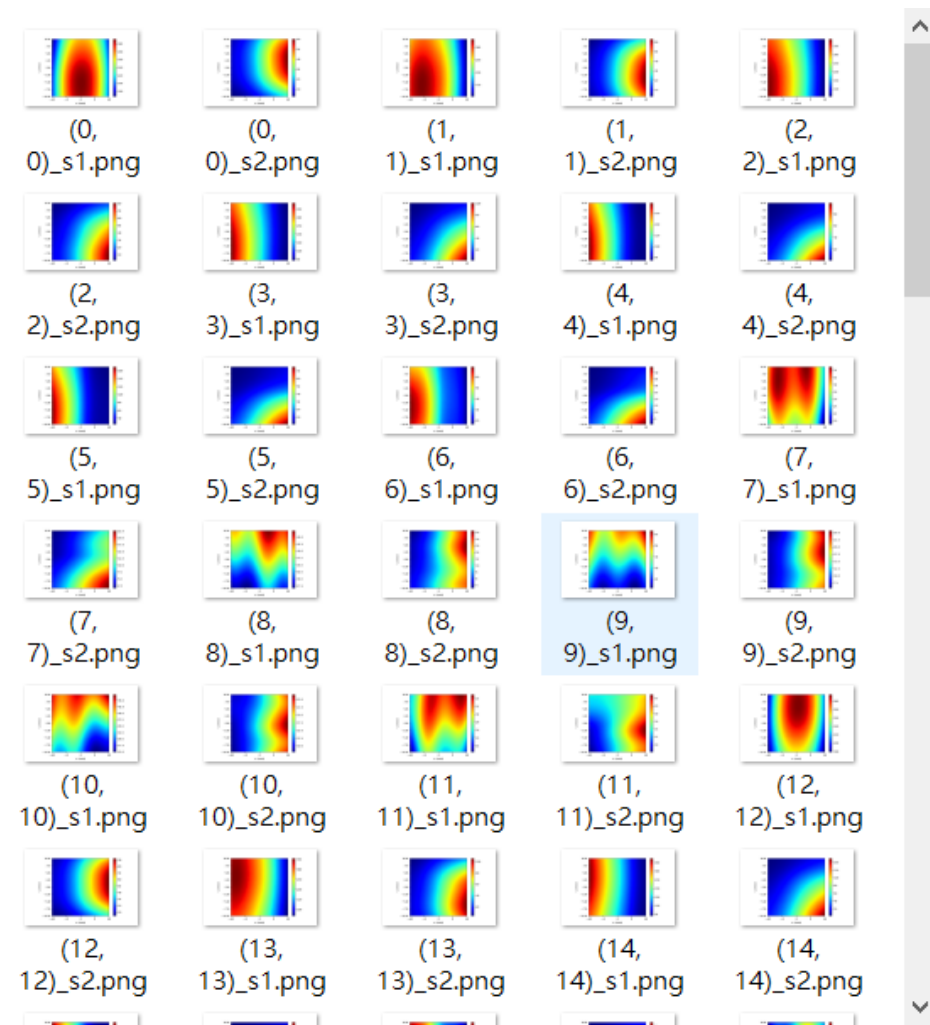 (0, (0, (1, (1, (2,
0)_s1.png 0)_s2.png 1)_s1.png 1)_s2.png 2)_s1.png
(2, (3, (3, (4, (4,
2)_s2.png 3)_s1.png 3)_s2.png 4)_s1.png 4)_s2.png
(5, (5, (6, (6, (7,
5)_s1.png 5)_s2.png 6)_s1.png 6)_s2.png 7)_s1.png
(7, (8, (8, (9, (9,
7)_s2.png 8)_s1.png 8)_s2.png 9)_s1.png 9)_s2.png
(10, (10, (11, (11, (12,
10)_s1.png 10)_s2.png 11)_s1.png 11)_s2.png 12)_s1.png
(12, (13, (13, (14, (14,
12)_s2.png 13)_s1.png 13)_s2.png 14)_s1.png 14)_s2.png